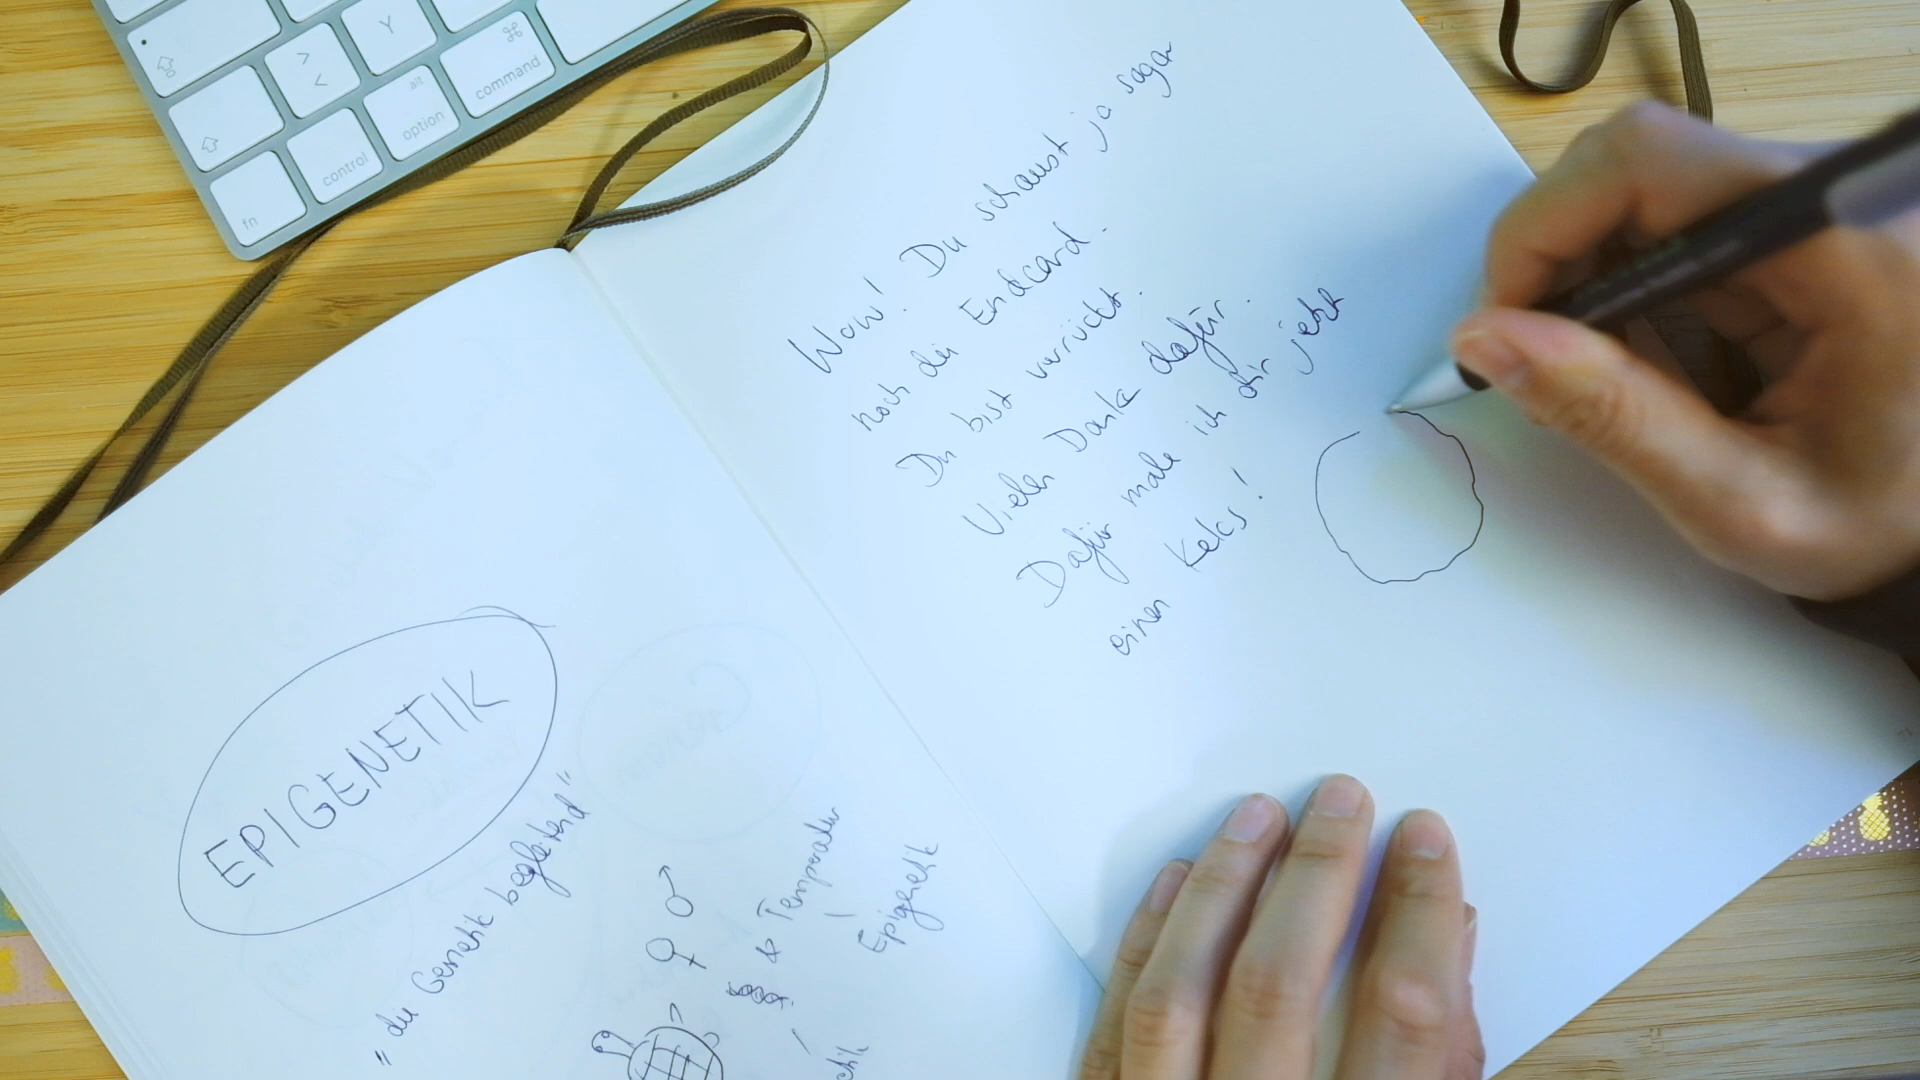 Y
>
<
⌘
command
alt
option
control
fn
Wow! Du schaust ja sogar
noch die Endcard.
Du bist verrückt.
Vielen Dank dafür.
Dafür male ich dir jetzt
einen Keks!
EPIGENETIK
"der Genetik begleitend"
♀ ♂
& Temperatur
Epigenetik